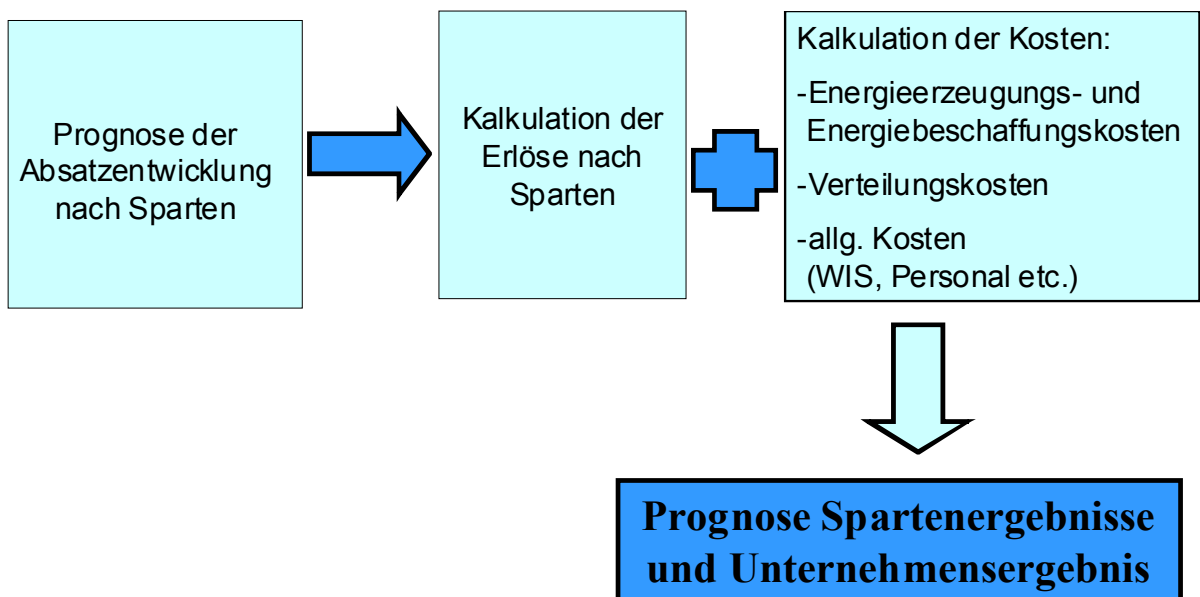 Prognose der
Absatzentwicklung
nach Sparten
Kalkulation der
Erlöse nach
Sparten
Kalkulation der Kosten:
-Energieerzeugungs- und
Energiebeschaffungskosten
-Verteilungskosten
-allg. Kosten
(WIS, Personal etc.)
Prognose Spartenergebnisse
und Unternehmensergebnis